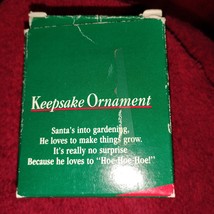 Keepsake Ornament
Santa's into gardening,
He loves to make things grow.
It's really no surprise
Because he loves to "Hoe-Hoe-Hoe!"